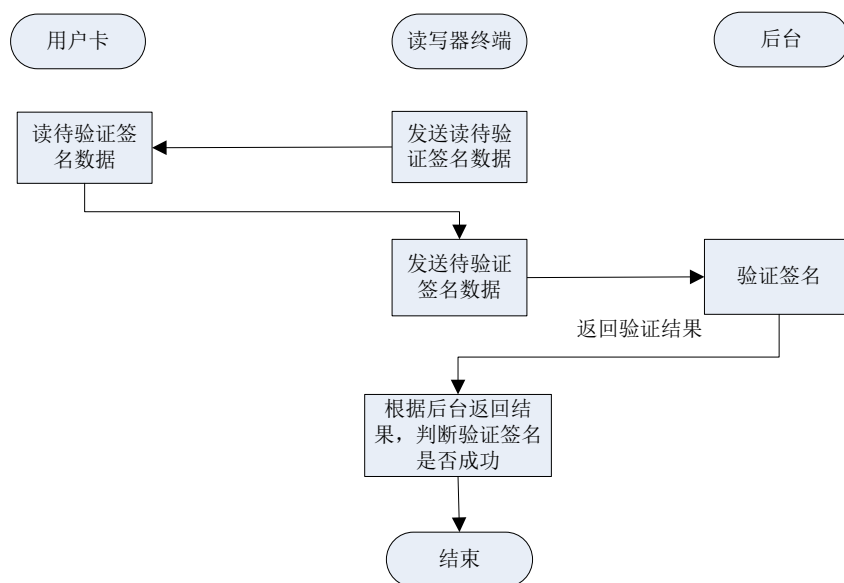 用户卡
读写器终端
后台
读待验证签
名数据
发送读待验
证签名数据
发送待验证
签名数据
验证签名
返回验证结果
根据后台返回结
果，判断验证签名
是否成功
结束